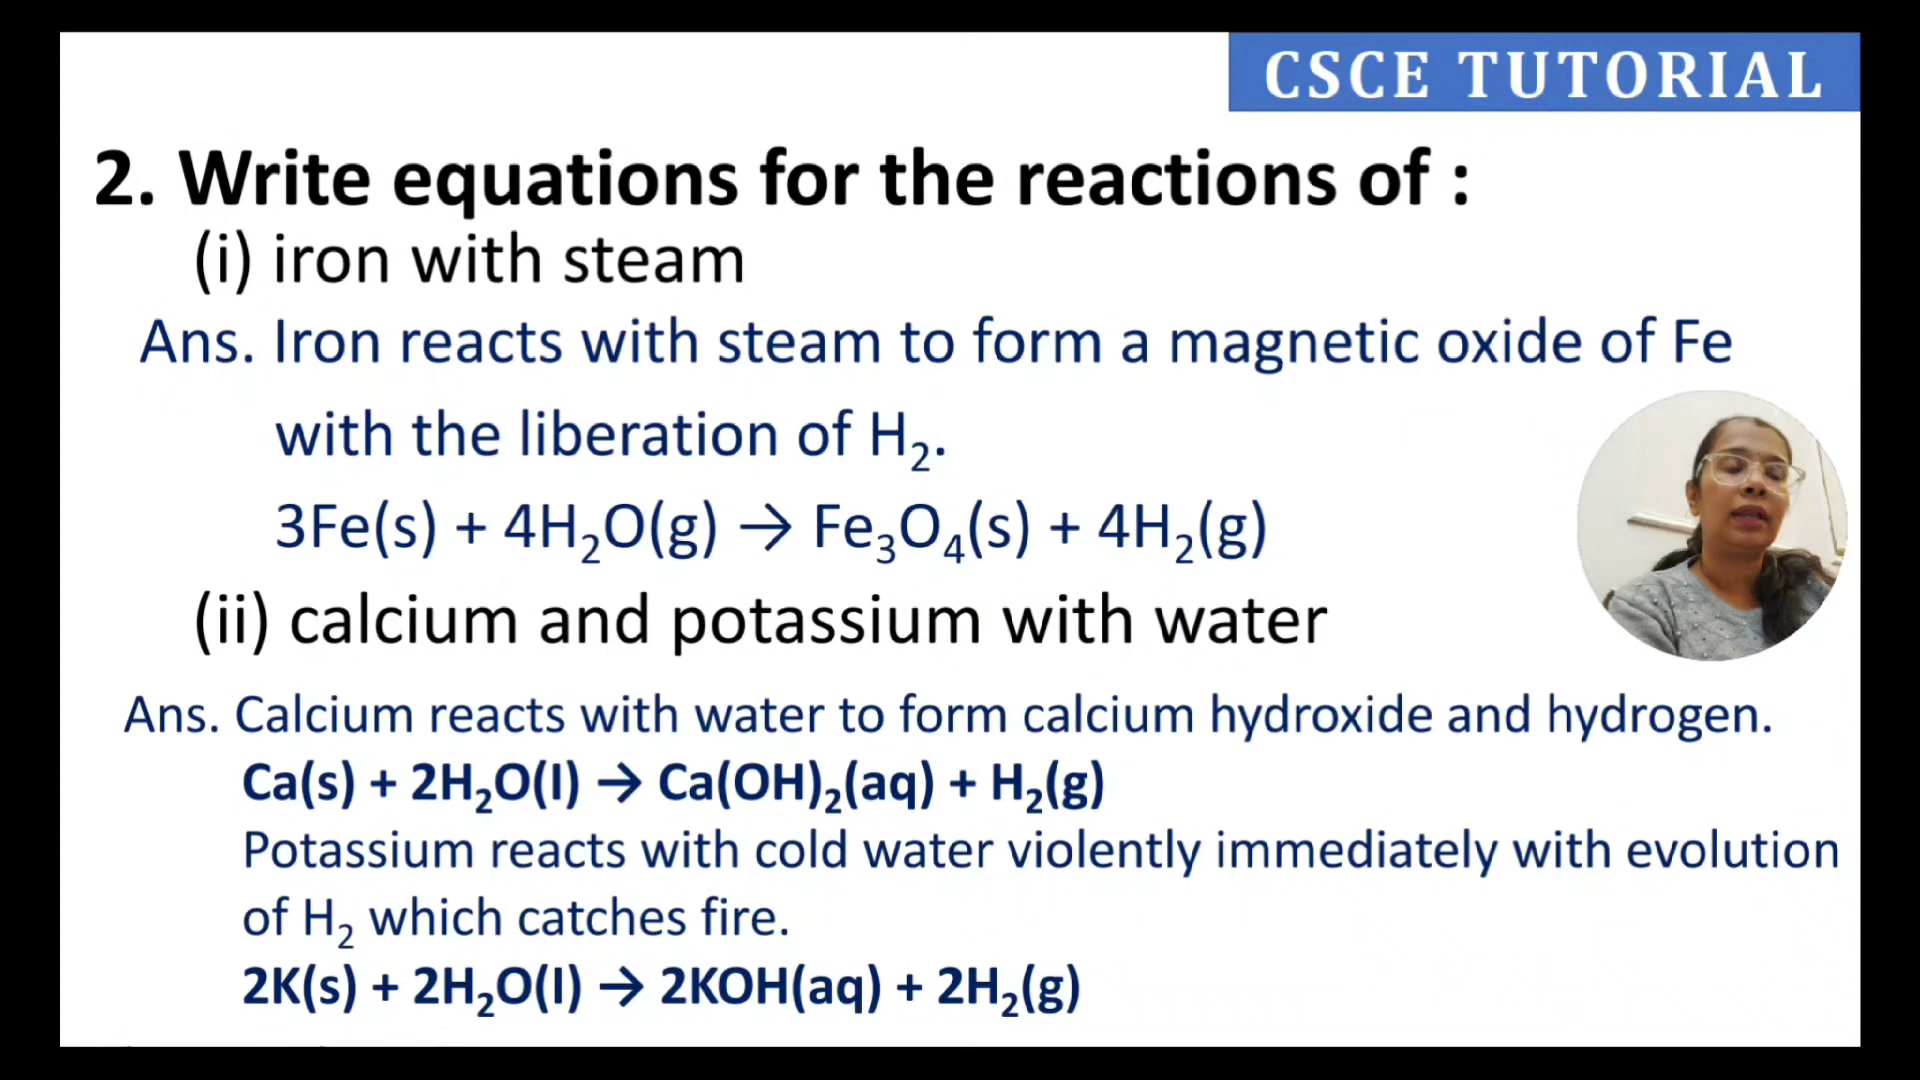 CSCE TUTORIAL
2. Write equations for the reactions of :
(i) iron with steam
Ans. Iron reacts with steam to form a magnetic oxide of Fe
with the liberation of H₂.
3Fe(s) + 4H₂O(g) → Fe₃O₄(s) + 4H₂(g)
(ii) calcium and potassium with water
Ans. Calcium reacts with water to form calcium hydroxide and hydrogen.
Ca(s) + 2H₂O(l) → Ca(OH)₂(aq) + H₂(g)
Potassium reacts with cold water violently immediately with evolution
of H₂ which catches fire.
2K(s) + 2H₂O(l) → 2KOH(aq) + 2H₂(g)